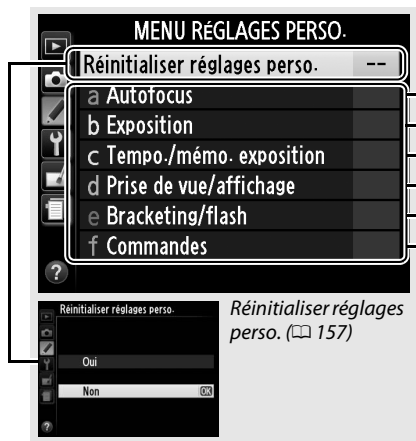 MENU RÉGLAGES PERSO.
Réinitialiser réglages perso. --
a Autofocus
b Exposition
c Tempo./mémo. exposition
d Prise de vue/affichage
e Bracketing/flash
f Commandes
?
Réinitialiser réglages perso.
Oui
Non OK
?
Réinitialiser réglages
perso. (📖 157)